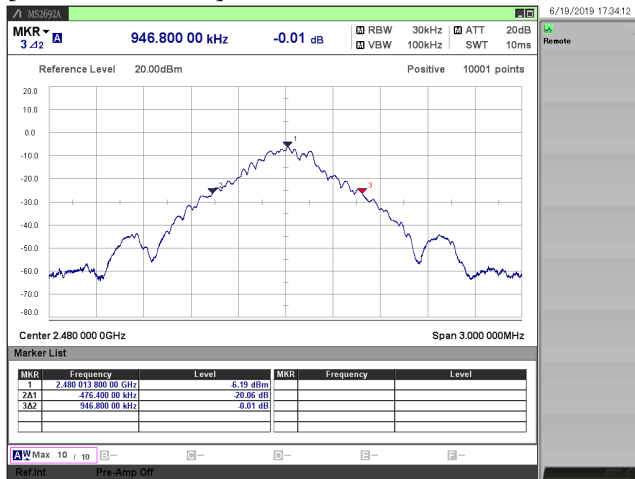 MS2692A
6/19/2019 17:34:12
MKR
3Δ2 A
946.800 00 kHz
-0.01 dB
A RBW 30kHz A ATT 20dB
A VBW 100kHz SWT 10ms
Remote
Reference Level 20.00dBm
Positive 10001 points
20.0
10.0
0.0
-10.0
-20.0
-30.0
-40.0
-50.0
-60.0
-70.0
-80.0
1
2
3
Center 2.480 000 0GHz
Span 3.000 000MHz
Marker List
MKR Frequency Level MKR Frequency Level
1 2.480 013 800 00 GHz -6.19 dBm
2Δ1 -476.400 00 kHz -20.06 dB
3Δ2 946.800 00 kHz -0.01 dB
A W Max 10 / 10 B— C— D— E— F—
Ref.Int Pre-Amp Off